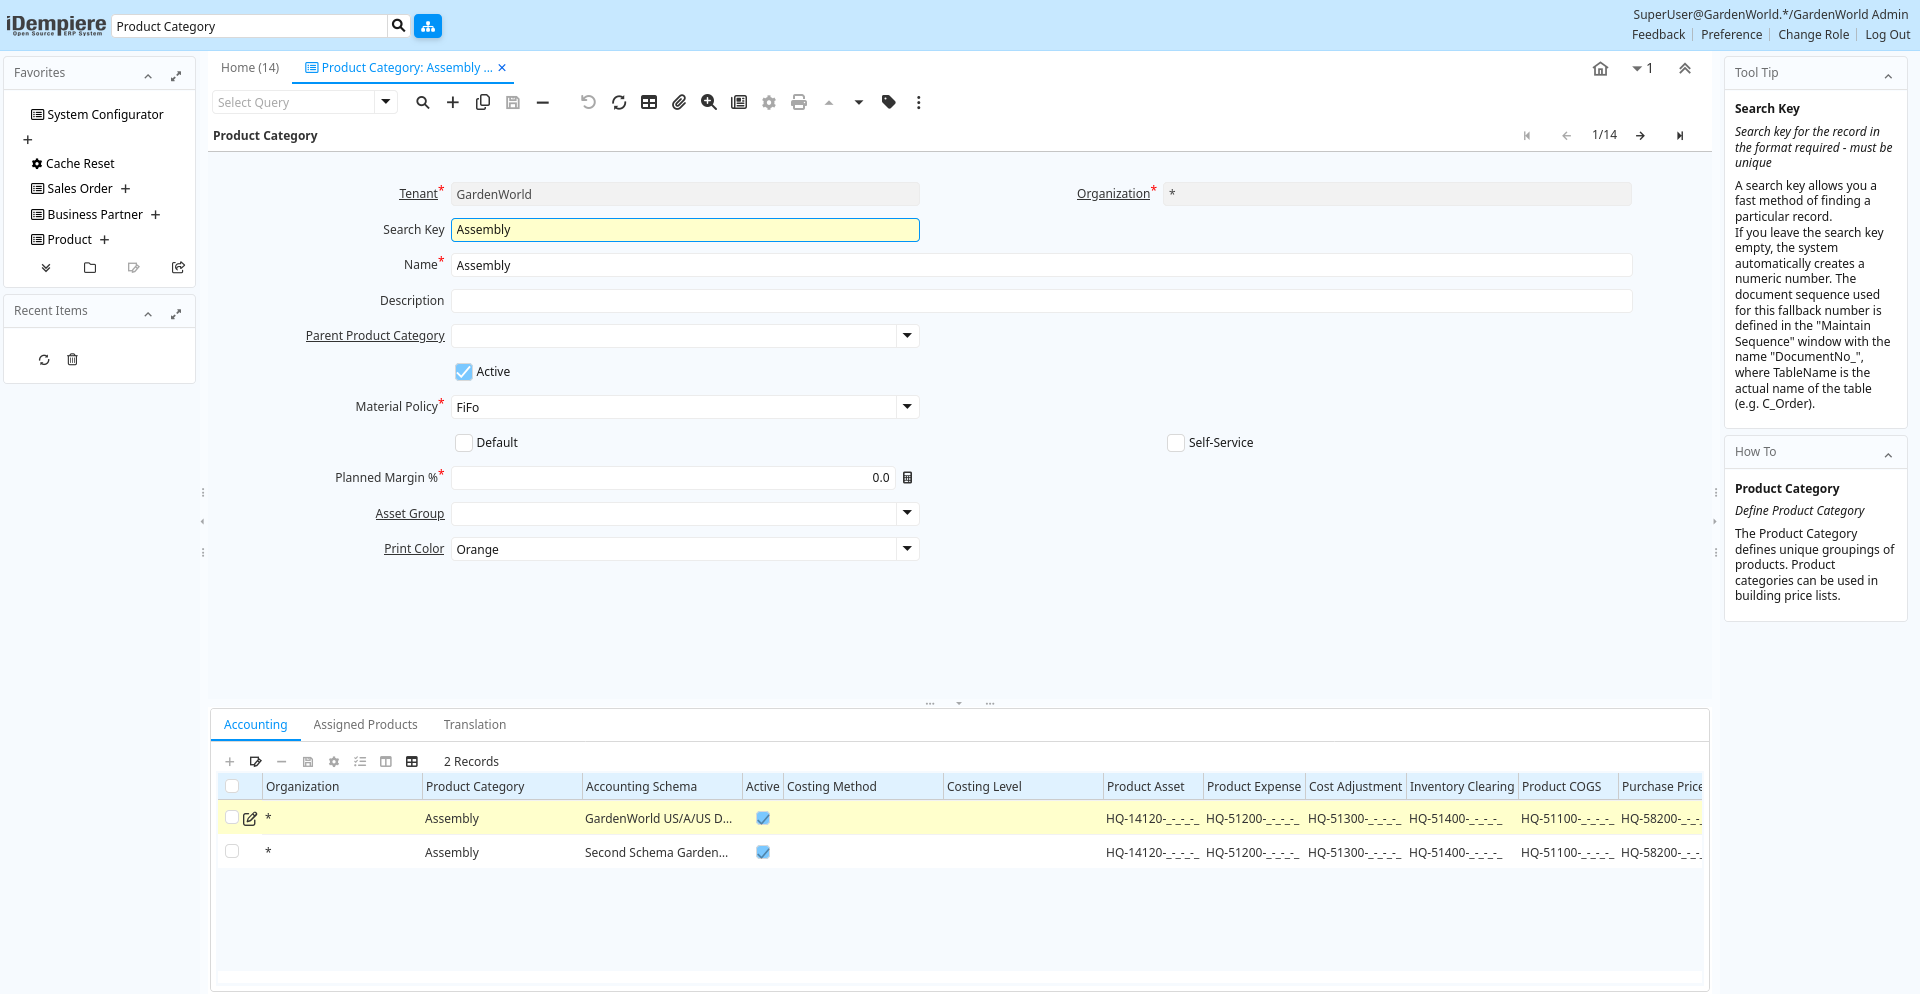 iDempiere
Open Source ERP System
Product Category
SuperUser@GardenWorld.*/GardenWorld Admin
Feedback Preference Change Role Log Out
Favorites
System Configurator
Cache Reset
Sales Order
Business Partner
Product
Recent Items
Home (14)
Product Category: Assembly ...
1
Select Query
Product Category
1/14
Tenant* GardenWorld
Organization* *
Search Key Assembly
Name* Assembly
Description
Parent Product Category
Active
Material Policy* FiFo
Default
Self-Service
Planned Margin %* 0.0
Asset Group
Print Color Orange
Accounting Assigned Products Translation
2 Records
Organization Product Category Accounting Schema Active Costing Method Costing Level Product Asset Product Expense Cost Adjustment Inventory Clearing Product COGS Purchase Price
* Assembly GardenWorld US/A/US D... HQ-14120-_-_-_-_ HQ-51200-_-_-_-_ HQ-51300-_-_-_-_ HQ-51400-_-_-_-_ HQ-51100-_-_-_-_ HQ-58200-_-_-_
* Assembly Second Schema Garden... HQ-14120-_-_-_-_ HQ-51200-_-_-_-_ HQ-51300-_-_-_-_ HQ-51400-_-_-_-_ HQ-51100-_-_-_-_ HQ-58200-_-_-_
Tool Tip
Search Key
Search key for the record in
the format required - must be
unique
A search key allows you a
fast method of finding a
particular record.
If you leave the search key
empty, the system
automatically creates a
numeric number. The
document sequence used
for this fallback number is
defined in the "Maintain
Sequence" window with the
name "DocumentNo_",
where TableName is the
actual name of the table
(e.g. C_Order).
How To
Product Category
Define Product Category
The Product Category
defines unique groupings of
products. Product
categories can be used in
building price lists.